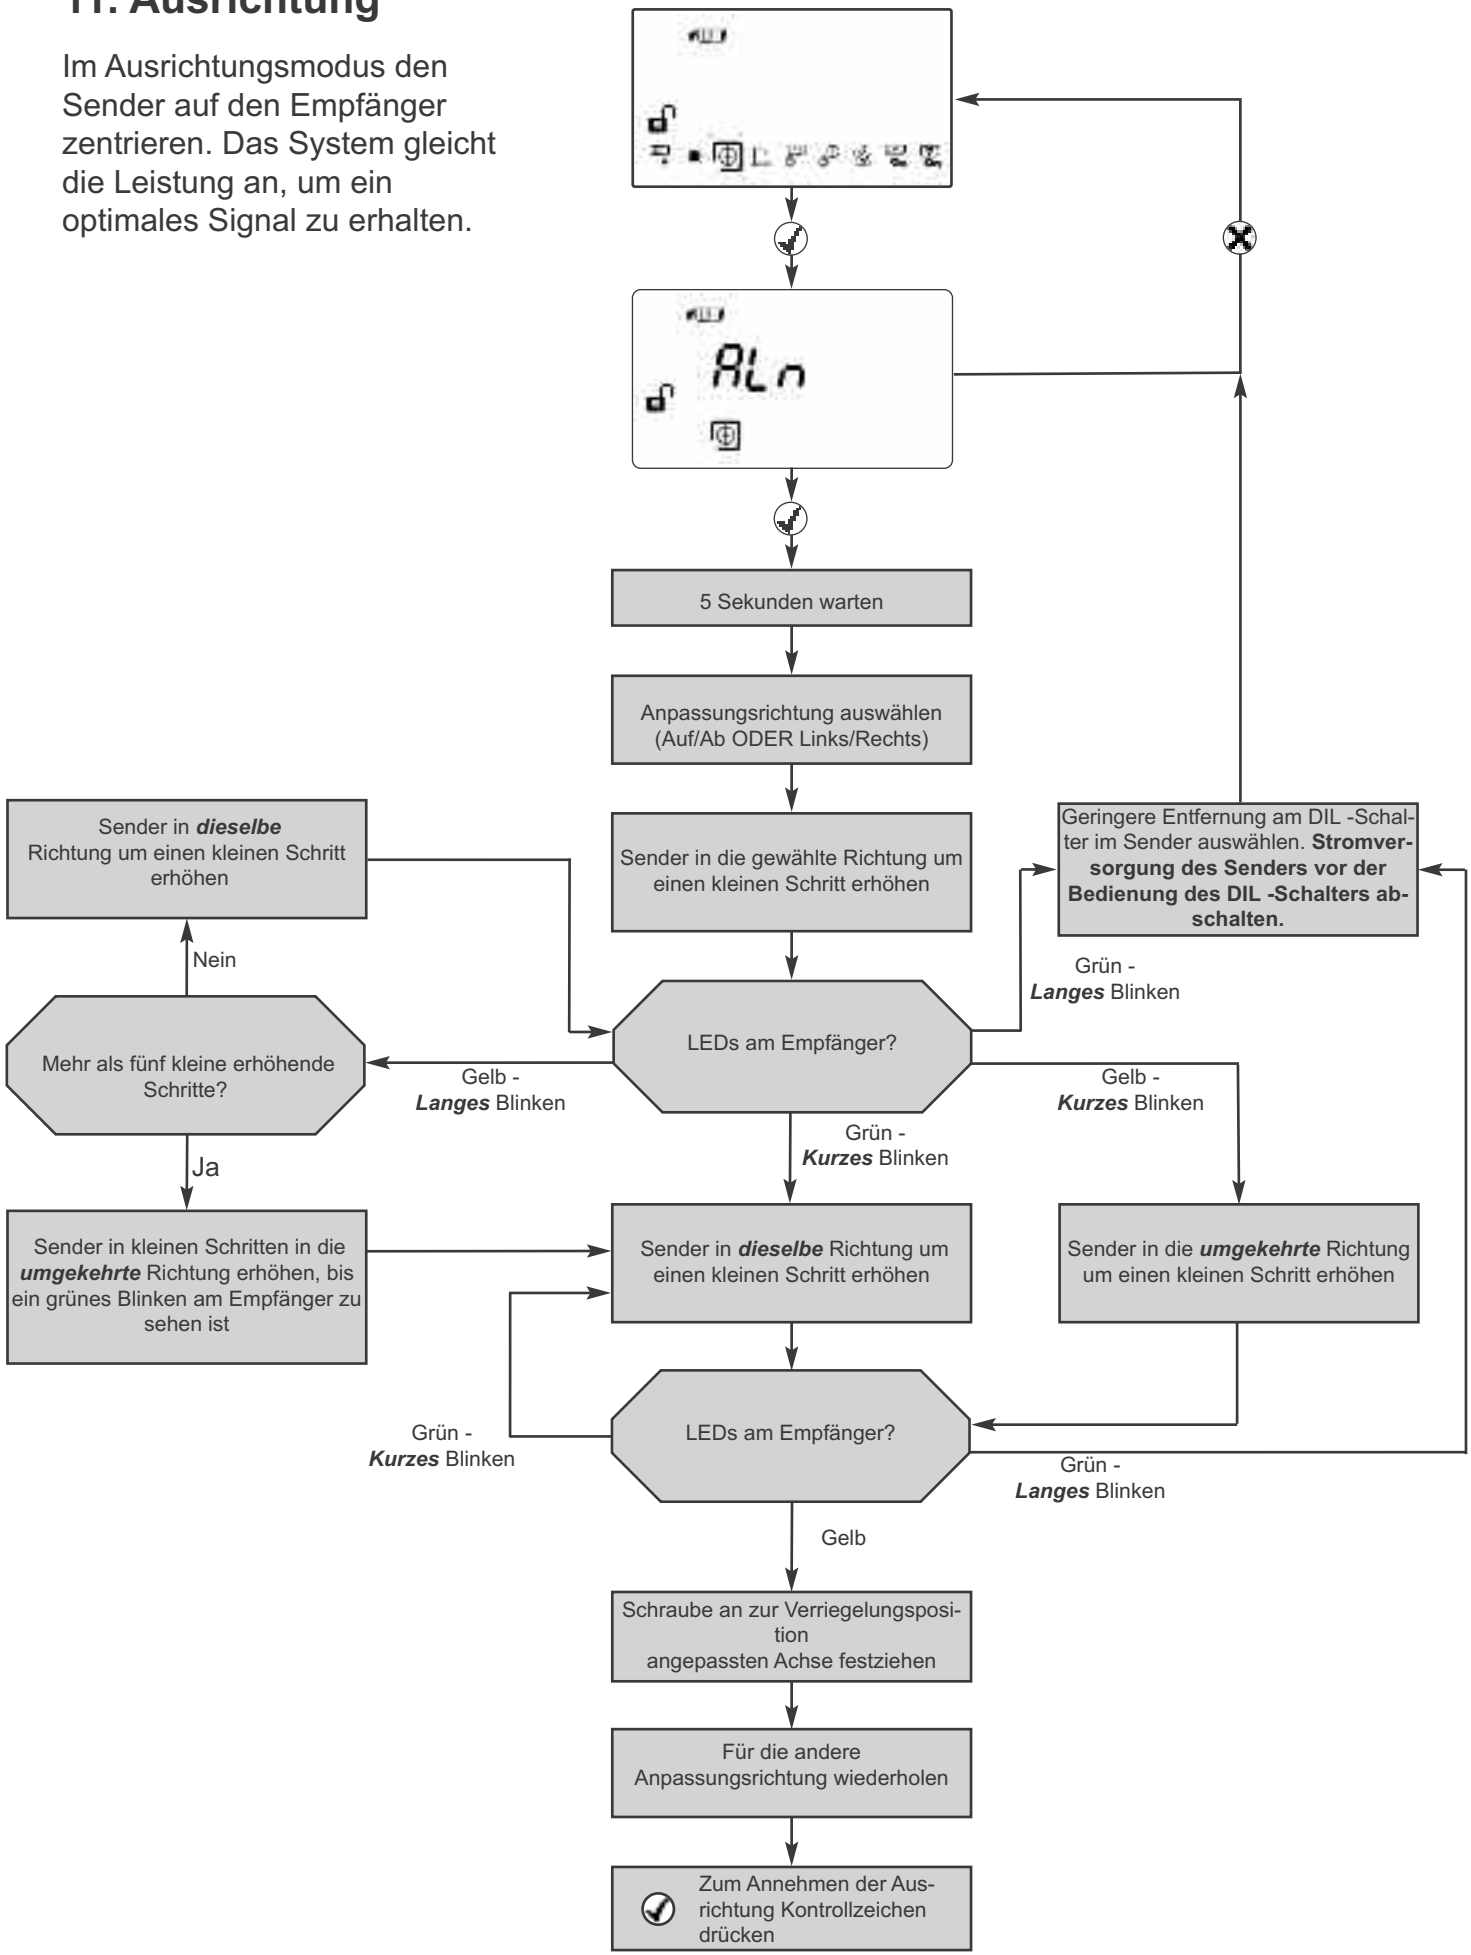 11. Ausrichtung
Im Ausrichtungsmodus den
Sender auf den Empfänger
zentrieren. Das System gleicht
die Leistung an, um ein
optimales Signal zu erhalten.
ALn
5 Sekunden warten
Anpassungsrichtung auswählen
(Auf/Ab ODER Links/Rechts)
Sender in dieselbe
Richtung um einen kleinen Schritt
erhöhen
Sender in die gewählte Richtung um
einen kleinen Schritt erhöhen
Geringere Entfernung am DIL -Schal-
ter im Sender auswählen. Stromver-
sorgung des Senders vor der
Bedienung des DIL -Schalters ab-
schalten.
Nein
Grün -
Langes Blinken
Mehr als fünf kleine erhöhende
Schritte?
LEDs am Empfänger?
Gelb -
Langes Blinken
Gelb -
Kurzes Blinken
Grün -
Kurzes Blinken
Ja
Sender in kleinen Schritten in die
umgekehrte Richtung erhöhen, bis
ein grünes Blinken am Empfänger zu
sehen ist
Sender in dieselbe Richtung um
einen kleinen Schritt erhöhen
Sender in die umgekehrte Richtung
um einen kleinen Schritt erhöhen
LEDs am Empfänger?
Grün -
Kurzes Blinken
Grün -
Langes Blinken
Gelb
Schraube an zur Verriegelungsposi-
tion
angepassten Achse festziehen
Für die andere
Anpassungsrichtung wiederholen
Zum Annehmen der Aus-
richtung Kontrollzeichen
drücken